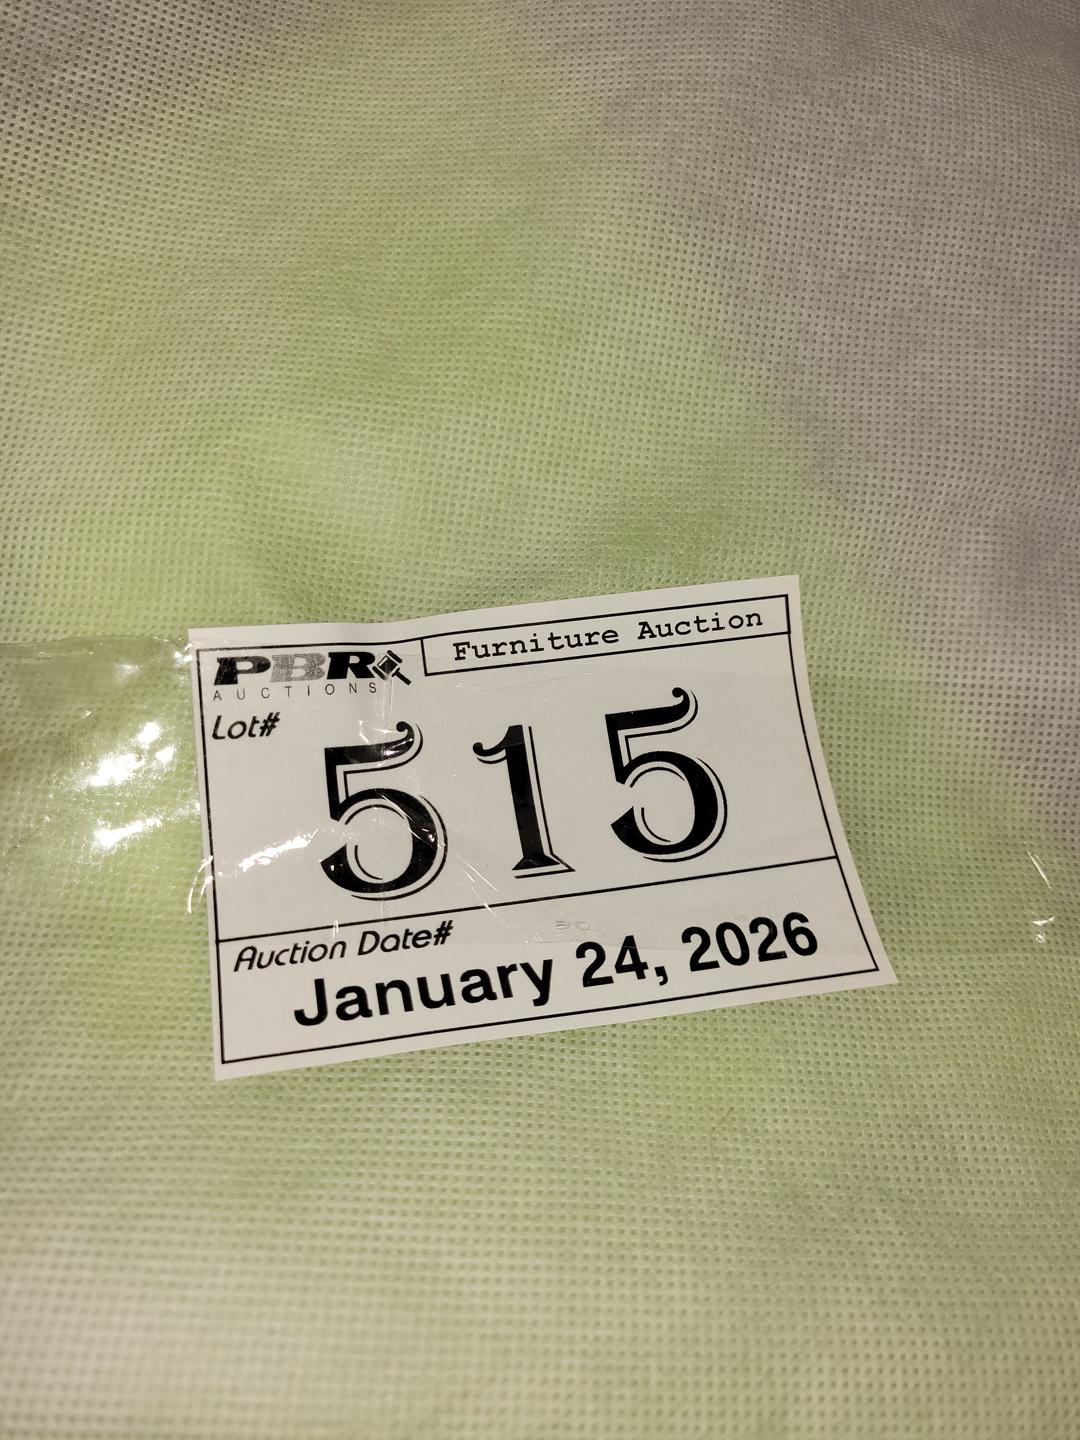 PBR
AUCTIONS
Furniture Auction
Lot#
515
Auction Date#
January 24, 2026